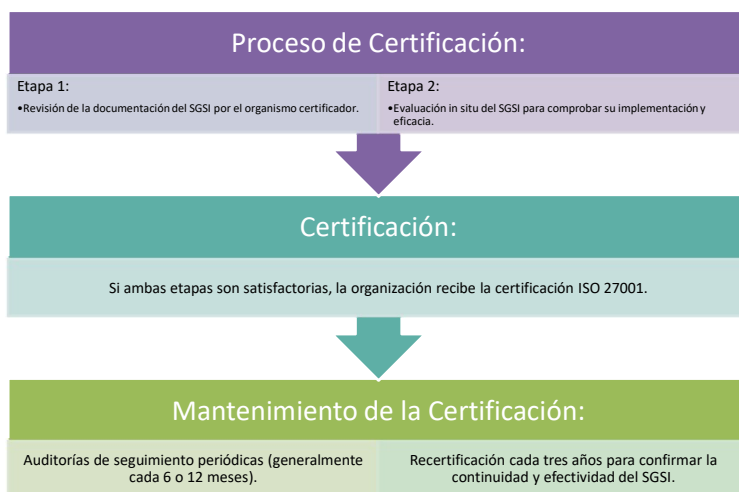 Proceso de Certificación:
Etapa 1:
•Revisión de la documentación del SGSI por el organismo certificador.
Etapa 2:
•Evaluación in situ del SGSI para comprobar su implementación y
eficacia.
Certificación:
Si ambas etapas son satisfactorias, la organización recibe la certificación ISO 27001.
Mantenimiento de la Certificación:
Auditorías de seguimiento periódicas (generalmente
cada 6 o 12 meses).
Recertificación cada tres años para confirmar la
continuidad y efectividad del SGSI.